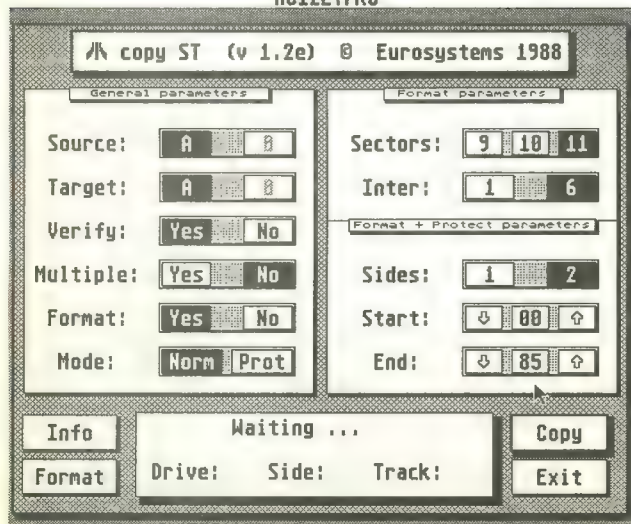 copy ST (v 1.2e) © Eurosystems 1988
General parameters
Source: A B
Target: A B
Verify: Yes No
Multiple: Yes No
Format: Yes No
Mode: Norm Prot
Format parameters
Sectors: 9 10 11
Inter: 1 6
Format + Protect parameters
Sides: 1 2
Start: ⇩ 00 ⇧
End: ⇩ 85 ⇧
Info
Format
Waiting ...
Drive: Side: Track:
Copy
Exit